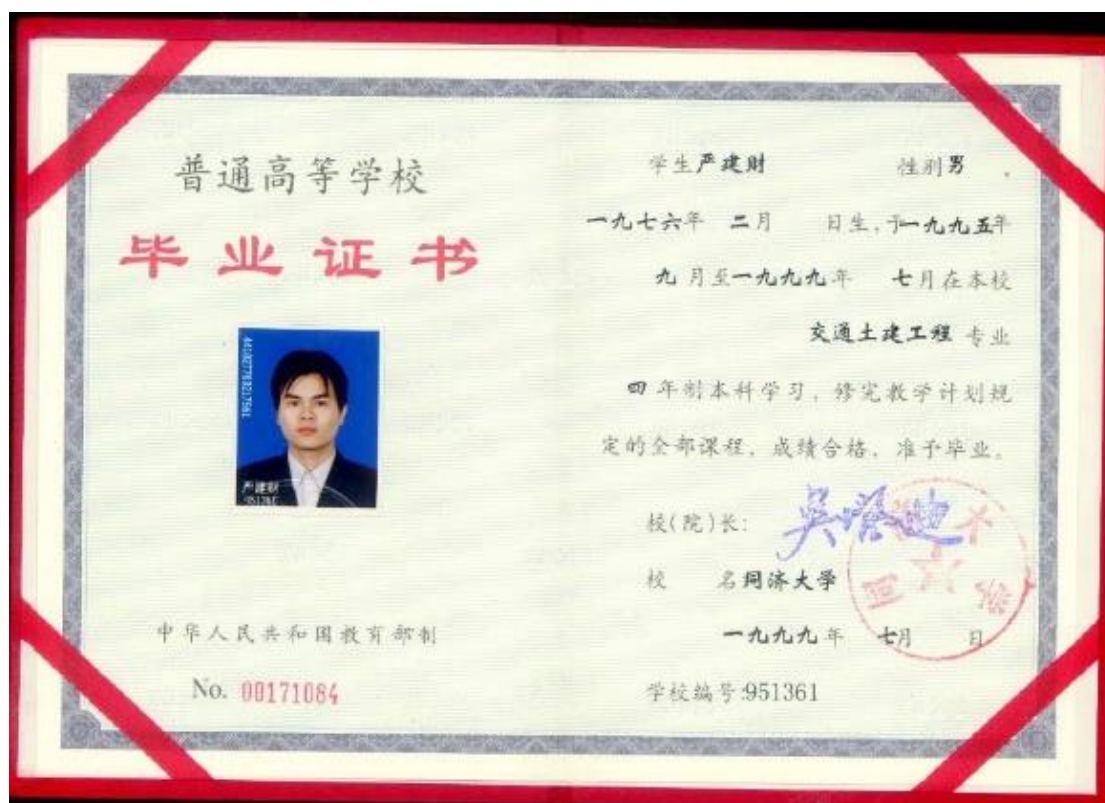 普通高等学校
毕业证书
严建财
中华人民共和国教育部制
No. 00171084
学生严建财 性别男 ,
一九七六年 二月 日生,于一九九五年
九月至一九九九年 七月在本校
交通土建工程 专业
四年制本科学习,修完教学计划规
定的全部课程,成绩合格,准予毕业。
校(院)长:
校 名同济大学
一九九九年 七月 日
学校编号:951361